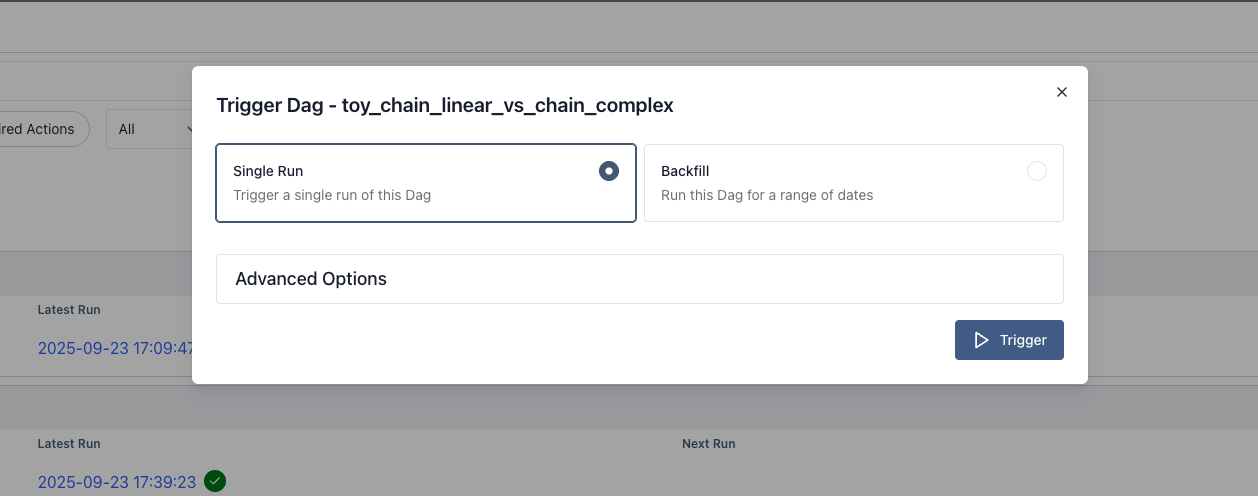 Trigger Dag - toy_chain_linear_vs_chain_complex
ired Actions
All
Single Run
Trigger a single run of this Dag
Backfill
Run this Dag for a range of dates
Advanced Options
Trigger
Latest Run
2025-09-23 17:09:47
Latest Run
Next Run
2025-09-23 17:39:23